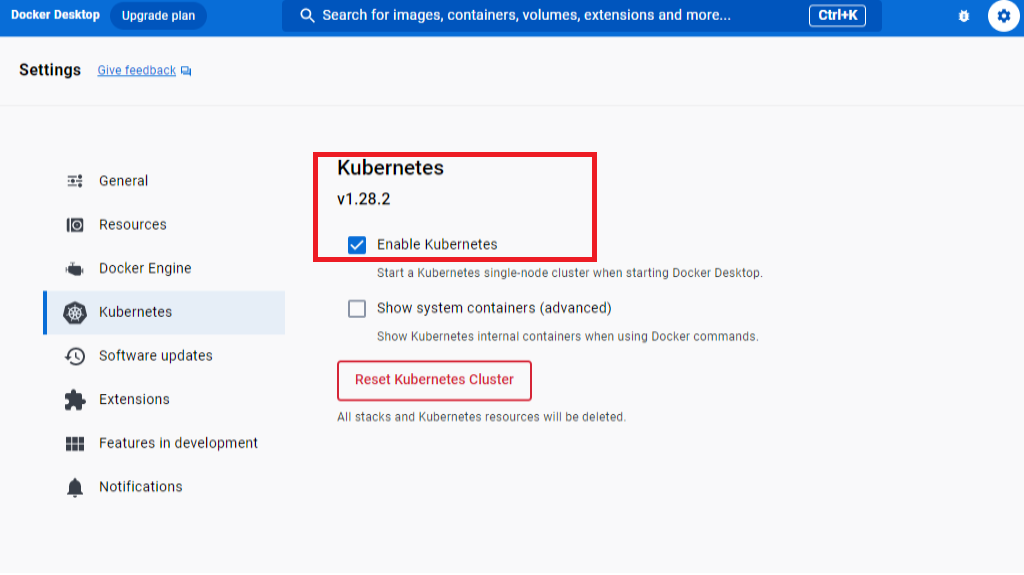 Docker Desktop Upgrade plan Search for images, containers, volumes, extensions and more... Ctrl+K
Settings Give feedback
General
Resources
Docker Engine
Kubernetes
Software updates
Extensions
Features in development
Notifications
Kubernetes
v1.28.2
Enable Kubernetes
Start a Kubernetes single-node cluster when starting Docker Desktop.
Show system containers (advanced)
Show Kubernetes internal containers when using Docker commands.
Reset Kubernetes Cluster
All stacks and Kubernetes resources will be deleted.